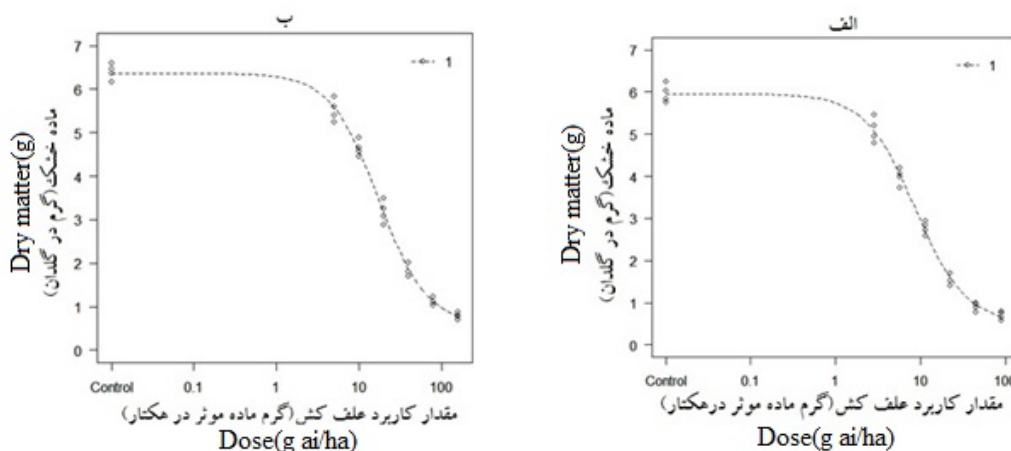 ب
7
6
5
4
3
2
1
0
1
Dry matter(g)
ماده خشک(گرم در گلدان)
Control 0.1 1 10 100
مقدار کاربرد علف کش(گرم ماده موثر در هکتار)
Dose(g ai/ha)
الف
7
6
5
4
3
2
1
0
1
Dry matter(g)
ماده خشک(گرم در گلدان)
Control 0.1 1 10 100
مقدار کاربرد علف کش(گرم ماده موثر درهکتار)
Dose(g ai/ha)